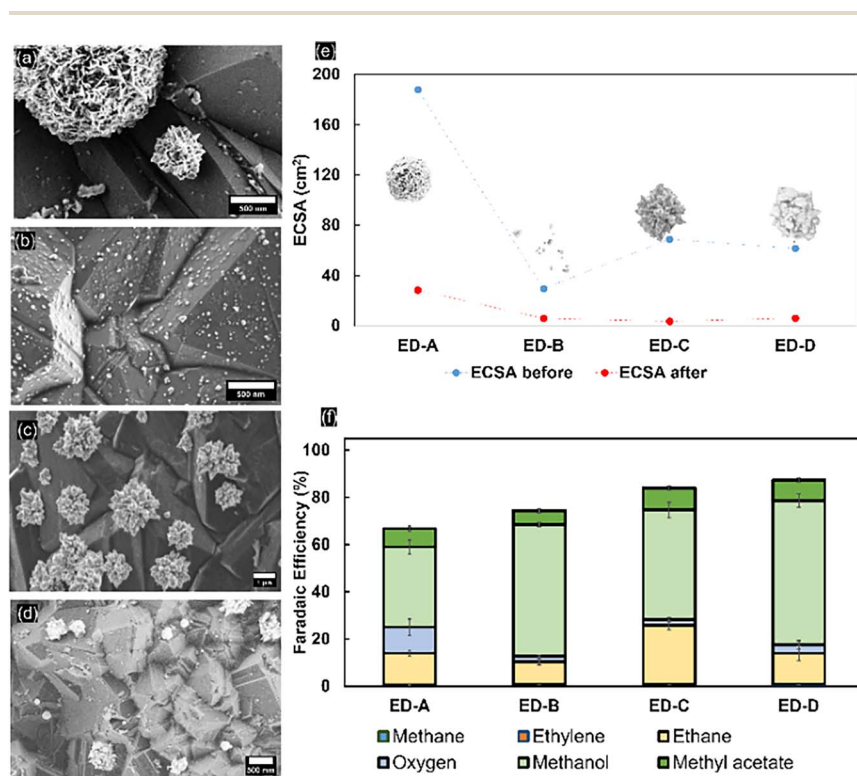 (a)
500 nm
(b)
500 nm
(c)
1 μm
(d)
500 nm
(e)
200
160
120
80
40
0
ECSA (cm²)
ED-A ED-B ED-C ED-D
ECSA before ECSA after
(f)
100
80
60
40
20
0
Faradaic Efficiency (%)
ED-A ED-B ED-C ED-D
Methane Ethylene Ethane
Oxygen Methanol Methyl acetate